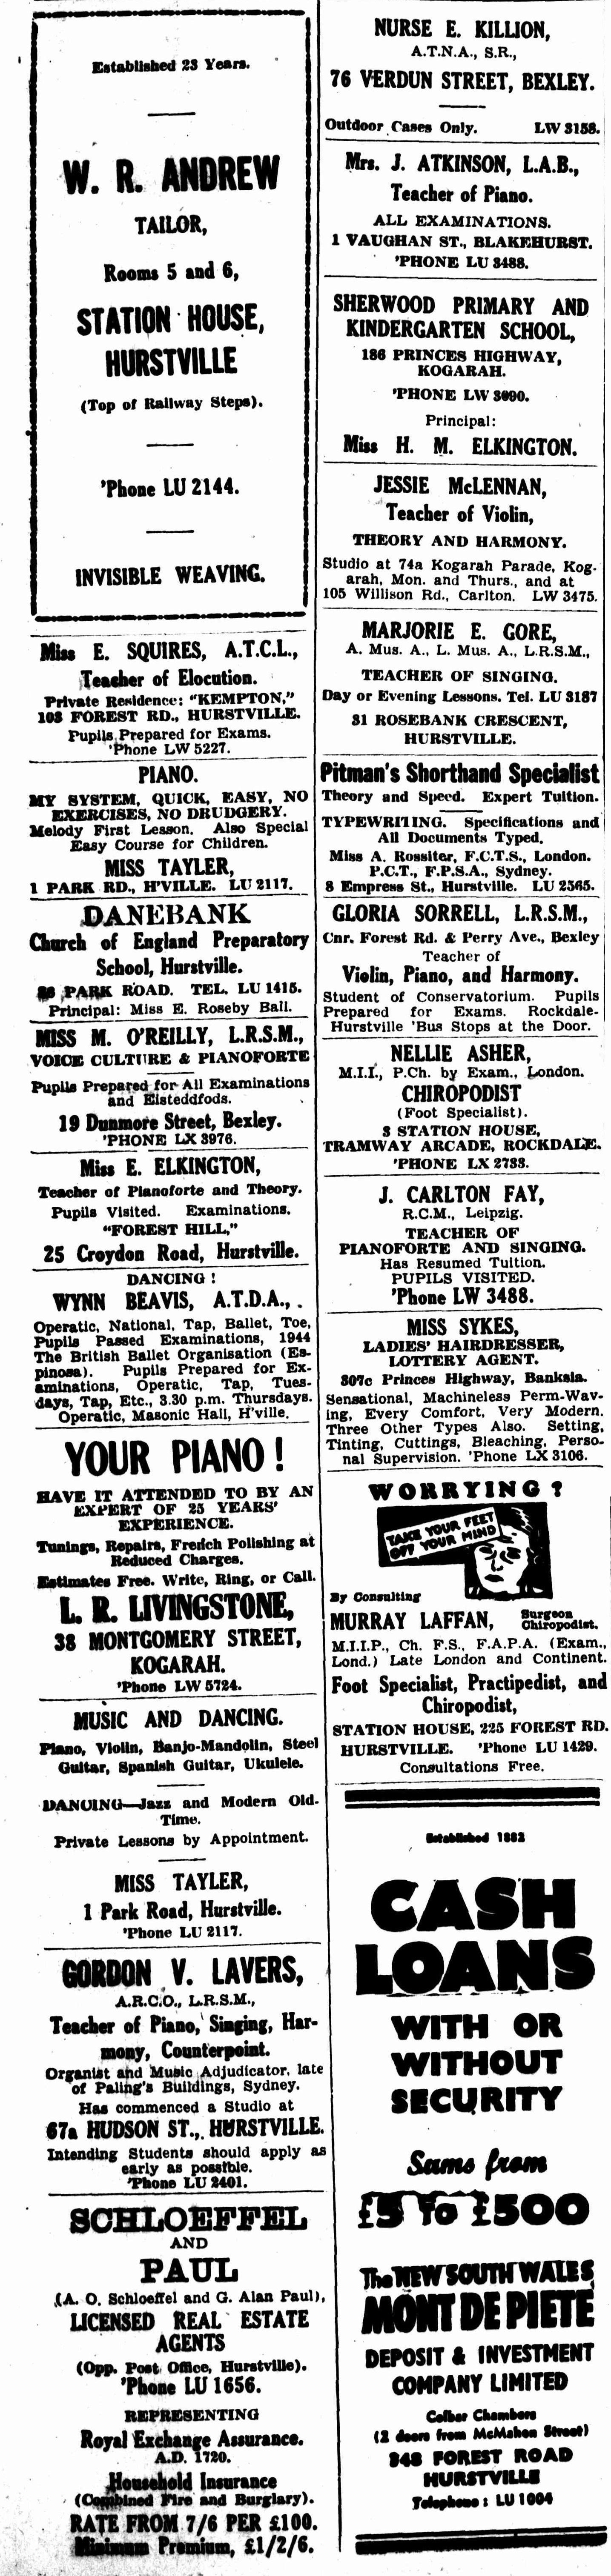 Established 23 Years.
W. R. ANDREW
TAILOR,
Rooms 5 and 6,
STATION HOUSE,
HURSTVILLE
(Top of Railway Steps).
'Phone LU 2144.
INVISIBLE WEAVING.
Miss E. SQUIRES, A.T.C.L.,
Teacher of Elocution.
Private Residence: "KEMPTON,"
103 FOREST RD., HURSTVILLE.
Pupils Prepared for Exams.
'Phone LW 5227.
PIANO.
MY SYSTEM, QUICK, EASY, NO
EXERCISES, NO DRUDGERY.
Melody First Lesson. Also Special
Easy Course for Children.
MISS TAYLER,
1 PARK RD., H'VILLE. LU 2117.
DANEBANK
Church of England Preparatory
School, Hurstville.
PARK ROAD. TEL. LU 1415.
Principal: Miss E. Roseby Ball.
MISS M. O'REILLY, L.R.S.M.,
VOICE CULTURE & PIANOFORTE
Pupils Prepared for All Examinations
and Eisteddfods.
19 Dunmore Street, Bexley.
'PHONE LX 3976.
Miss E. ELKINGTON,
Teacher of Pianoforte and Theory.
Pupils Visited. Examinations.
"FOREST HILL,"
25 Croydon Road, Hurstville.
DANCING!
WYNN BEAVIS, A.T.D.A.,
Operatic, National, Tap, Ballet, Toe,
Pupils Passed Examinations, 1944
The British Ballet Organisation (Es-
pinosa). Pupils Prepared for Ex-
aminations, Operatic, Tap, Tues-
days, Tap, Etc., 3.30 p.m. Thursdays.
Operatic, Masonic Hall, H'ville.
YOUR PIANO!
HAVE IT ATTENDED TO BY AN
EXPERT OF 25 YEARS'
EXPERIENCE.
Tunings, Repairs, French Polishing at
Reduced Charges.
Estimates Free. Write, Ring, or Call.
L. R. LIVINGSTONE,
38 MONTGOMERY STREET,
KOGARAH.
'Phone LW 5724.
MUSIC AND DANCING.
Piano, Violin, Banjo-Mandolin, Steel
Guitar, Spanish Guitar, Ukulele.
DANCING—Jazz and Modern Old-
Time.
Private Lessons by Appointment.
MISS TAYLER,
1 Park Road, Hurstville.
'Phone LU 2117.
GORDON V. LAVERS,
A.R.C.O., L.R.S.M.,
Teacher of Piano, Singing, Har-
mony, Counterpoint.
Organist and Music Adjudicator, late
of Paling's Buildings, Sydney.
Has commenced a Studio at
67a HUDSON ST., HURSTVILLE.
Intending Students should apply as
early as possible.
'Phone LU 2401.
SCHLOEFFEL
AND
PAUL
(A. O. Schloeffel and G. Alan Paul),
LICENSED REAL ESTATE
AGENTS
(Opp. Post Office, Hurstville).
'Phone LU 1656.
REPRESENTING
Royal Exchange Assurance.
A.D. 1720.
Household Insurance
(Combined Fire and Burglary).
RATE FROM 7/6 PER £100.
Minimum Premium, £1/2/6.
NURSE E. KILLION,
A.T.N.A., S.R.,
76 VERDUN STREET, BEXLEY.
Outdoor Cases Only. LW 3158.
Mrs. J. ATKINSON, L.A.B.,
Teacher of Piano.
ALL EXAMINATIONS.
1 VAUGHAN ST., BLAKEHURST.
'PHONE LU 3488.
SHERWOOD PRIMARY AND
KINDERGARTEN SCHOOL,
186 PRINCES HIGHWAY,
KOGARAH.
'PHONE LW 3090.
Principal:
Miss H. M. ELKINGTON.
JESSIE McLENNAN,
Teacher of Violin,
THEORY AND HARMONY.
Studio at 74a Kogarah Parade, Kog-
arah, Mon. and Thurs., and at
105 Willison Rd., Carlton. LW 3475.
MARJORIE E. GORE,
A. Mus. A., L. Mus. A., L.R.S.M.,
TEACHER OF SINGING.
Day or Evening Lessons. Tel. LU 3187
31 ROSEBANK CRESCENT,
HURSTVILLE.
Pitman's Shorthand Specialist
Theory and Speed. Expert Tuition.
TYPEWRITING. Specifications and
All Documents Typed.
Miss A. Rossiter, F.C.T.S., London.
P.C.T., F.P.S.A., Sydney.
8 Empress St., Hurstville. LU 2565.
GLORIA SORRELL, L.R.S.M.,
Cnr. Forest Rd. & Perry Ave., Bexley
Teacher of
Violin, Piano, and Harmony.
Student of Conservatorium. Pupils
Prepared for Exams. Rockdale-
Hurstville 'Bus Stops at the Door.
NELLIE ASHER,
M.I.I., P.Ch. by Exam., London.
CHIROPODIST
(Foot Specialist).
3 STATION HOUSE,
TRAMWAY ARCADE, ROCKDALE.
'PHONE LX 2733.
J. CARLTON FAY,
R.C.M., Leipzig.
TEACHER OF
PIANOFORTE AND SINGING.
Has Resumed Tuition.
PUPILS VISITED.
'Phone LW 3488.
MISS SYKES,
LADIES' HAIRDRESSER,
LOTTERY AGENT.
307c Princes Highway, Banksia.
Sensational, Machineless Perm-Wav-
ing, Every Comfort, Very Modern.
Three Other Types Also. Setting,
Tinting, Cuttings, Bleaching, Perso-
nal Supervision. 'Phone LX 3106.
WORRYING?
TAKE YOUR FEET
OFF YOUR MIND
By Consulting
MURRAY LAFFAN, Surgeon Chiropodist.
M.I.I.P., Ch. F.S., F.A.P.A. (Exam.,
Lond.) Late London and Continent.
Foot Specialist, Practipedist, and
Chiropodist,
STATION HOUSE, 225 FOREST RD.
HURSTVILLE. 'Phone LU 1429.
Consultations Free.
Established 1882
CASH
LOANS
WITH OR
WITHOUT
SECURITY
Sums from
£5 To £500
The NEW SOUTH WALES
MONT DE PIETE
DEPOSIT & INVESTMENT
COMPANY LIMITED
Colbar Chambers
(2 doors from McMahon Street)
248 FOREST ROAD
HURSTVILLE
Telephone: LU 1004